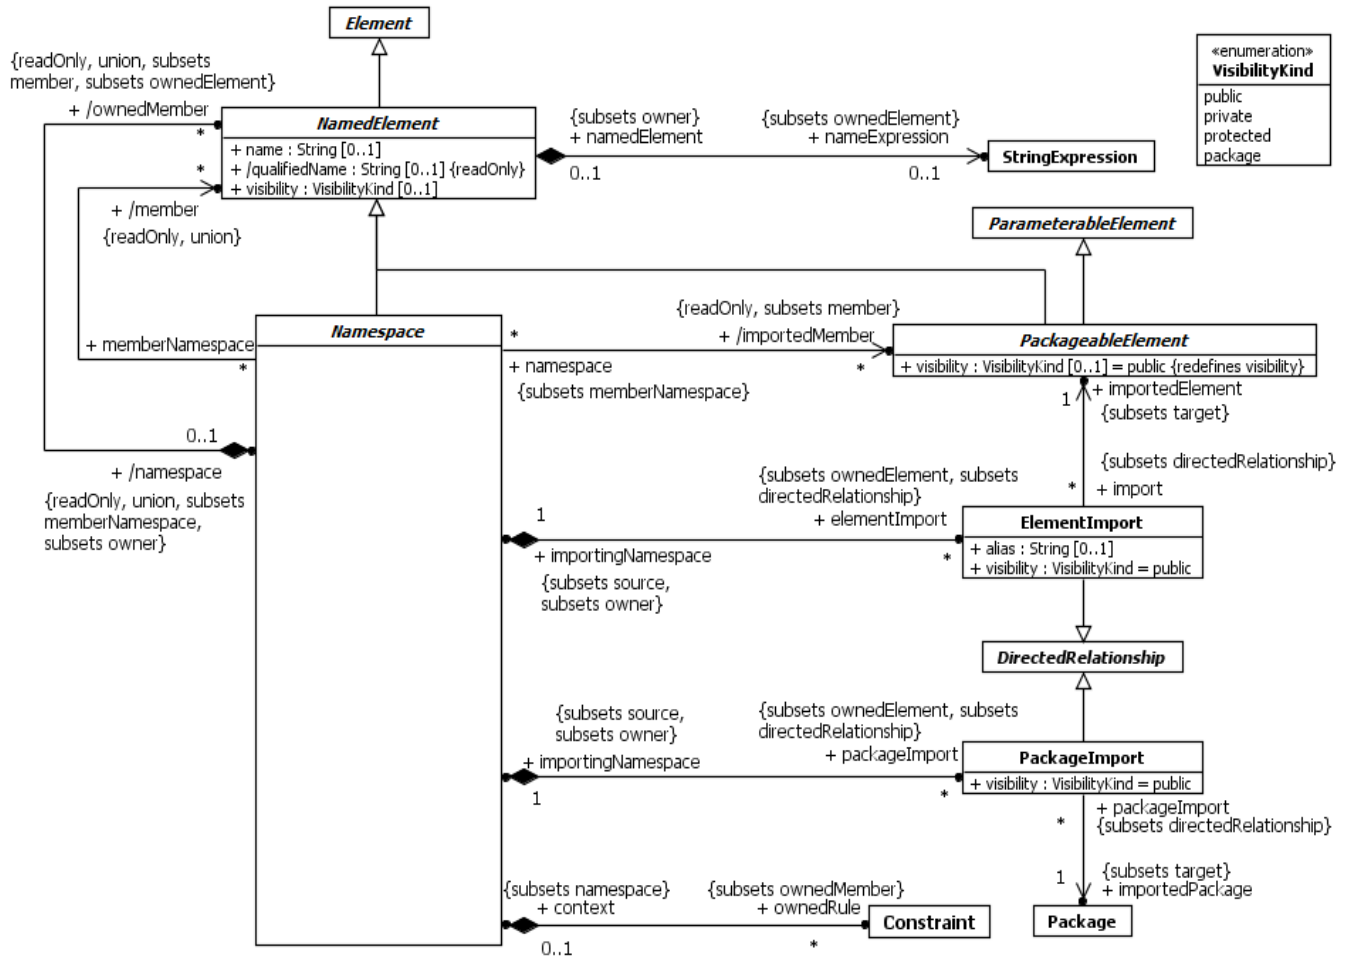 Element
{readOnly, union, subsets
member, subsets ownedElement}
+ /ownedMember
*
NamedElement
+ name : String [0..1]
+ /qualifiedName : String [0..1] {readOnly}
+ visibility : VisibilityKind [0..1]
*
+ /member
{readOnly, union}
{subsets owner}
+ namedElement
0..1
{subsets ownedElement}
+ nameExpression
0..1
StringExpression
«enumeration»
VisibilityKind
public
private
protected
package
ParameterableElement
Namespace
+ memberNamespace
*
*
+ namespace
{subsets memberNamespace}
{readOnly, subsets member}
+ /importedMember
*
PackageableElement
+ visibility : VisibilityKind [0..1] = public {redefines visibility}
1
+ importedElement
{subsets target}
0..1
+ /namespace
{readOnly, union, subsets
memberNamespace,
subsets owner}
{subsets directedRelationship}
*
+ import
1
+ importingNamespace
{subsets source,
subsets owner}
{subsets ownedElement, subsets
directedRelationship}
+ elementImport
*
ElementImport
+ alias : String [0..1]
+ visibility : VisibilityKind = public
DirectedRelationship
{subsets source,
subsets owner}
+ importingNamespace
1
{subsets ownedElement, subsets
directedRelationship}
+ packageImport
*
PackageImport
+ visibility : VisibilityKind = public
+ packageImport
*
{subsets directedRelationship}
1
{subsets target}
+ importedPackage
Package
{subsets namespace}
+ context
0..1
{subsets ownedMember}
+ ownedRule
*
Constraint